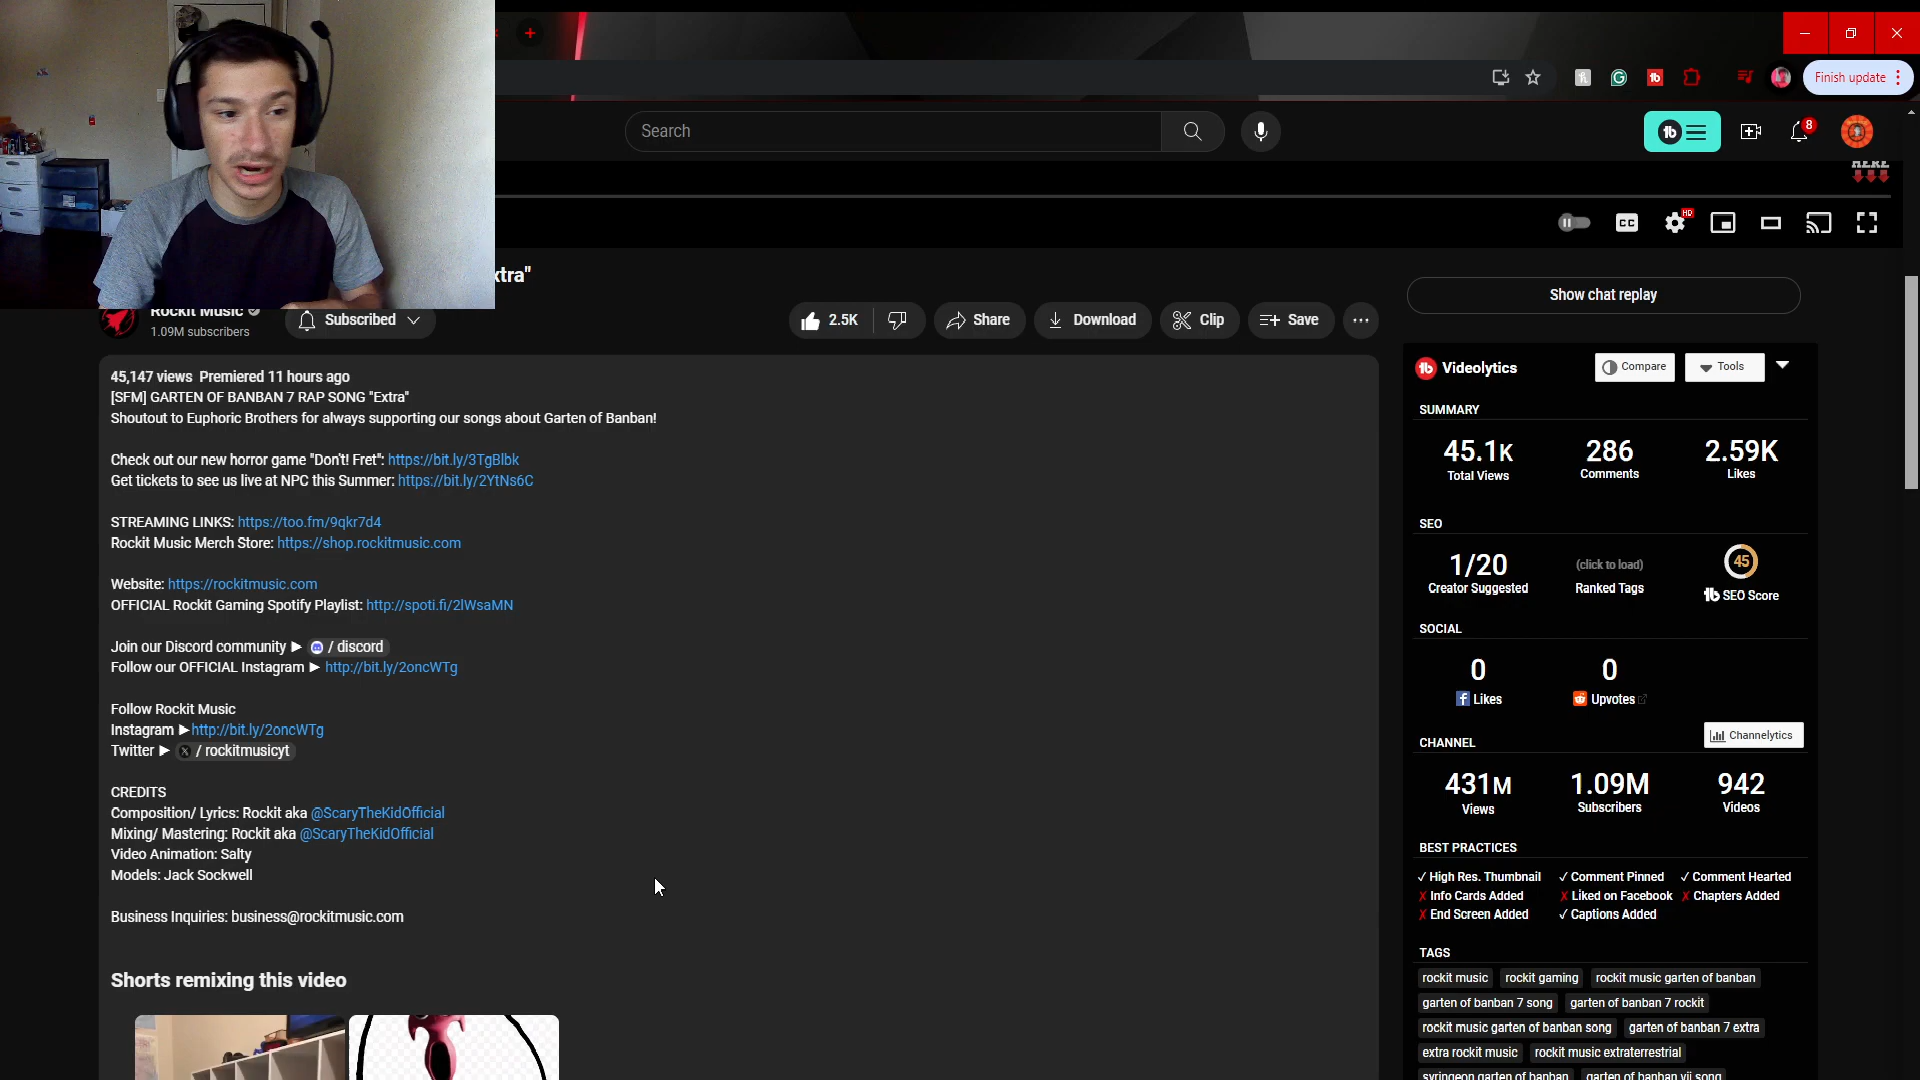 Finish update
Search
8
HERE
CC
HD
xtra"
Rockit Music
1.09M subscribers
Subscribed
2.5K
Share
Download
Clip
Save
Show chat replay
45,147 views Premiered 11 hours ago
[SFM] GARTEN OF BANBAN 7 RAP SONG "Extra"
Shoutout to Euphoric Brothers for always supporting our songs about Garten of Banban!
Check out our new horror game "Don't! Fret": https://bit.ly/3TgBlbk
Get tickets to see us live at NPC this Summer: https://bit.ly/2YtNs6C
STREAMING LINKS: https://too.fm/9qkr7d4
Rockit Music Merch Store: https://shop.rockitmusic.com
Website: https://rockitmusic.com
OFFICIAL Rockit Gaming Spotify Playlist: http://spoti.fi/2lWsaMN
Join our Discord community ► / discord
Follow our OFFICIAL Instagram ► http://bit.ly/2oncWTg
Follow Rockit Music
Instagram ►http://bit.ly/2oncWTg
Twitter ► / rockitmusicyt
CREDITS
Composition/ Lyrics: Rockit aka @ScaryTheKidOfficial
Mixing/ Mastering: Rockit aka @ScaryTheKidOfficial
Video Animation: Salty
Models: Jack Sockwell
Business Inquiries: business@rockitmusic.com
Shorts remixing this video
Videolytics
Compare
Tools
SUMMARY
45.1K 286 2.59K
Total Views Comments Likes
SEO
1/20 (click to load) 45
Creator Suggested Ranked Tags SEO Score
SOCIAL
0 0
Likes Upvotes
CHANNEL
Channelytics
431M 1.09M 942
Views Subscribers Videos
BEST PRACTICES
✓ High Res. Thumbnail ✓ Comment Pinned ✓ Comment Hearted
✗ Info Cards Added ✗ Liked on Facebook ✗ Chapters Added
✗ End Screen Added ✓ Captions Added
TAGS
rockit music rockit gaming rockit music garten of banban
garten of banban 7 song garten of banban 7 rockit
rockit music garten of banban song garten of banban 7 extra
extra rockit music rockit music extraterrestrial
syringeon garten of banban garten of banban vii song